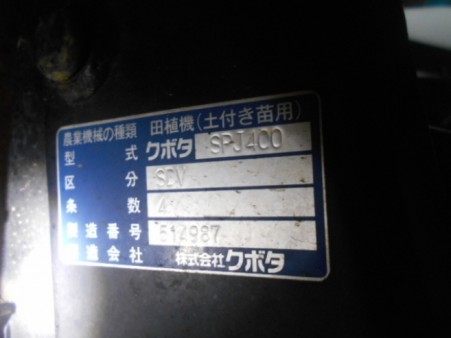 農業機械の種類 田植機(土付き苗用)
型式 クボタ SPJ400
区分 SDV
条数 4
製造番号 514987
製造会社 株式会社クボタ